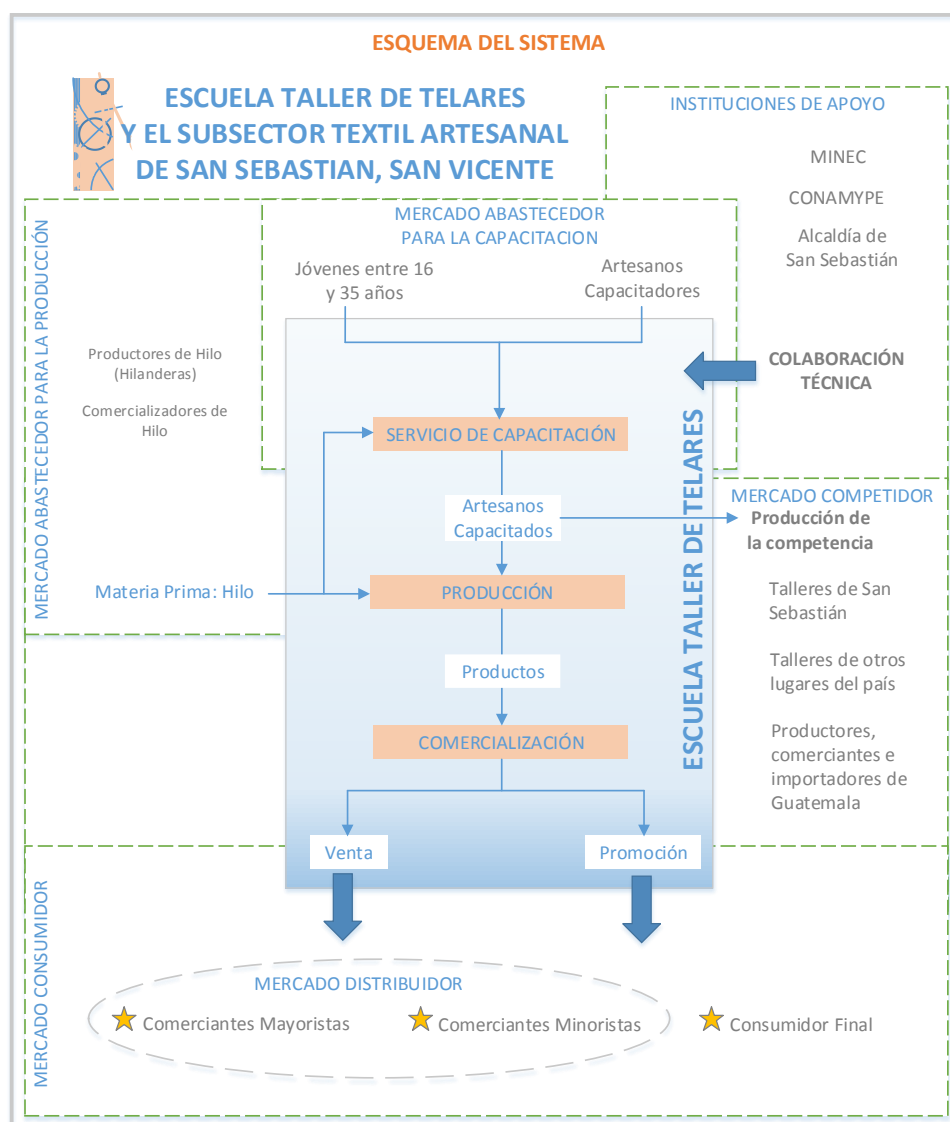 ESQUEMA DEL SISTEMA
ESCUELA TALLER DE TELARES
Y EL SUBSECTOR TEXTIL ARTESANAL
DE SAN SEBASTIAN, SAN VICENTE
INSTITUCIONES DE APOYO
MINEC
CONAMYPE
Alcaldía de
San Sebastián
COLABORACIÓN
TÉCNICA
MERCADO ABASTECEDOR
PARA LA CAPACITACION
Jóvenes entre 16
y 35 años
Artesanos
Capacitadores
MERCADO ABASTECEDOR PARA LA PRODUCCIÓN
Productores de Hilo
(Hilanderas)
Comercializadores de
Hilo
Materia Prima: Hilo
SERVICIO DE CAPACITACIÓN
Artesanos
Capacitados
PRODUCCIÓN
Productos
COMERCIALIZACIÓN
Venta
Promoción
ESCUELA TALLER DE TELARES
MERCADO COMPETIDOR
Producción de
la competencia
Talleres de San
Sebastián
Talleres de otros
lugares del país
Productores,
comerciantes e
importadores de
Guatemala
MERCADO CONSUMIDOR
MERCADO DISTRIBUIDOR
Comerciantes Mayoristas
Comerciantes Minoristas
Consumidor Final